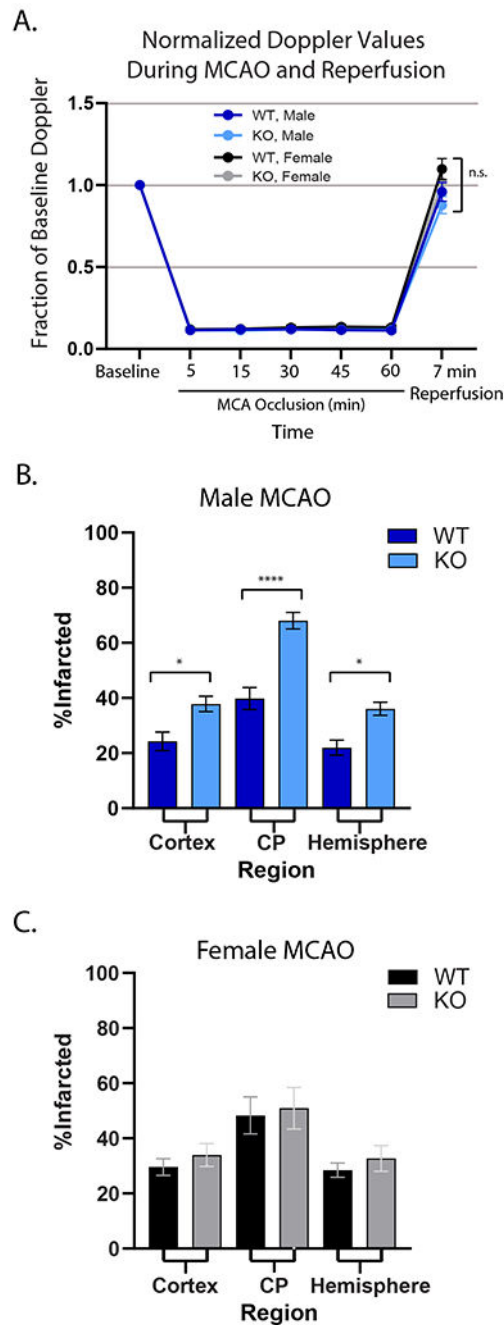 A.
Normalized Doppler Values
During MCAO and Reperfusion
WT, Male
KO, Male
WT, Female
KO, Female
n.s.
Fraction of Baseline Doppler
1.5
1.0
0.5
0.0
Baseline 5 15 30 45 60 7 min
MCA Occlusion (min) Reperfusion
Time
B.
Male MCAO
WT
KO
%Infarcted
100
80
60
40
20
0
* **** *
Cortex CP Hemisphere
Region
C.
Female MCAO
WT
KO
%Infarcted
100
80
60
40
20
0
Cortex CP Hemisphere
Region